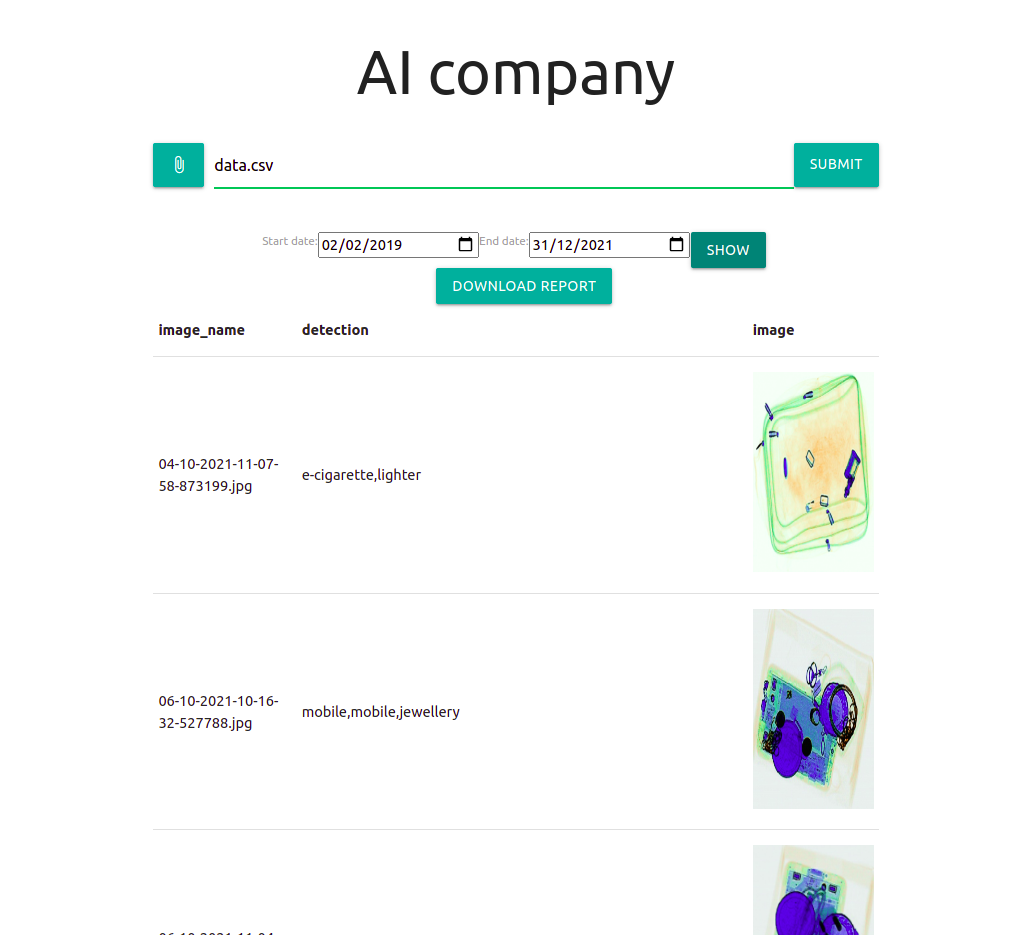 AI company
data.csv
SUBMIT
Start date: 02/02/2019 End date: 31/12/2021 SHOW
DOWNLOAD REPORT
image_name detection image
04-10-2021-11-07-
58-873199.jpg
e-cigarette,lighter
06-10-2021-10-16-
32-527788.jpg
mobile,mobile,jewellery